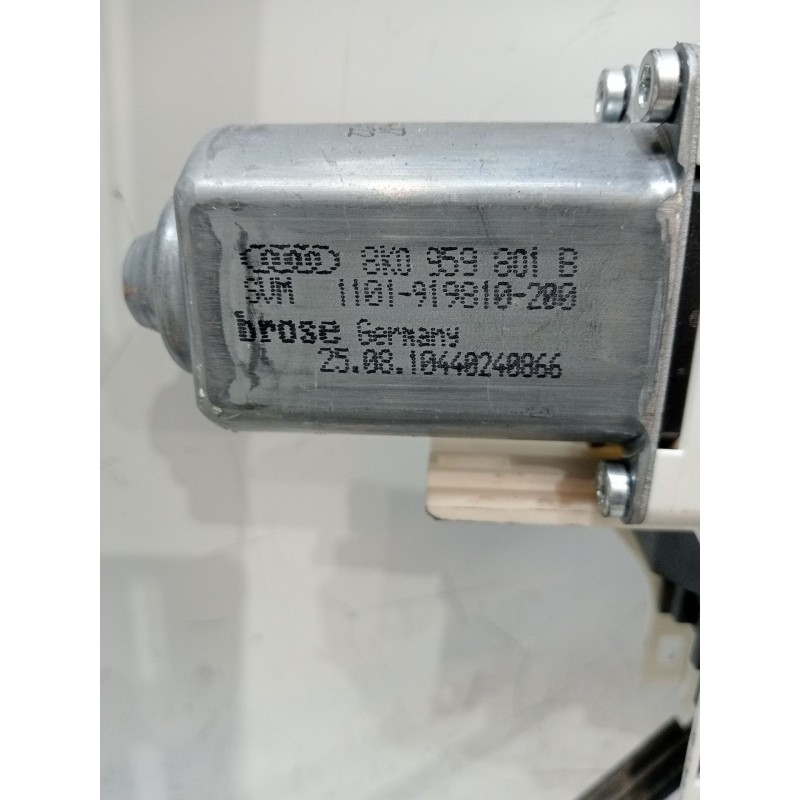 8K0 959 801 B
SVM 1101-919810-200
brose Germany
25.08.10440240866